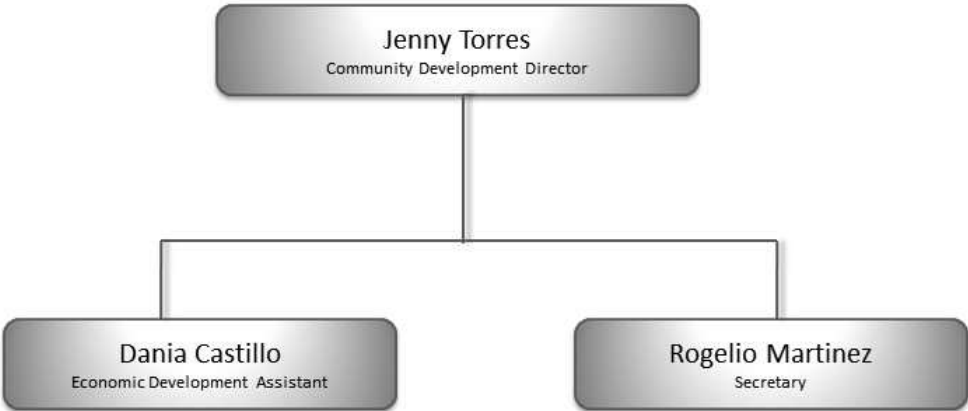 Jenny Torres
Community Development Director
Dania Castillo
Economic Development Assistant
Rogelio Martinez
Secretary